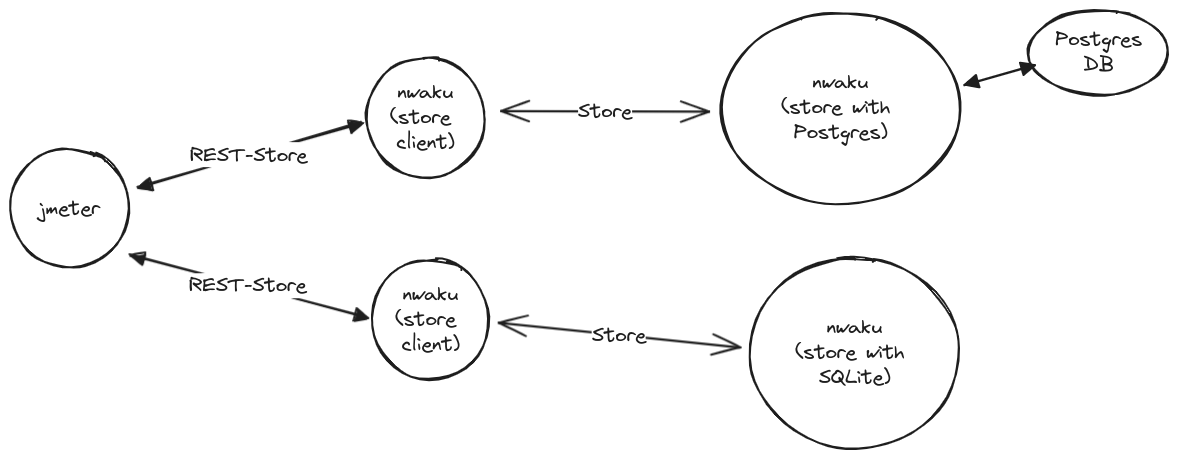 Postgres
DB
nwaku
(store with
Postgres)
nwaku
(store
client)
Store
REST-Store
jmeter
REST-Store
nwaku
(store
client)
Store
nwaku
(store with
SQLite)